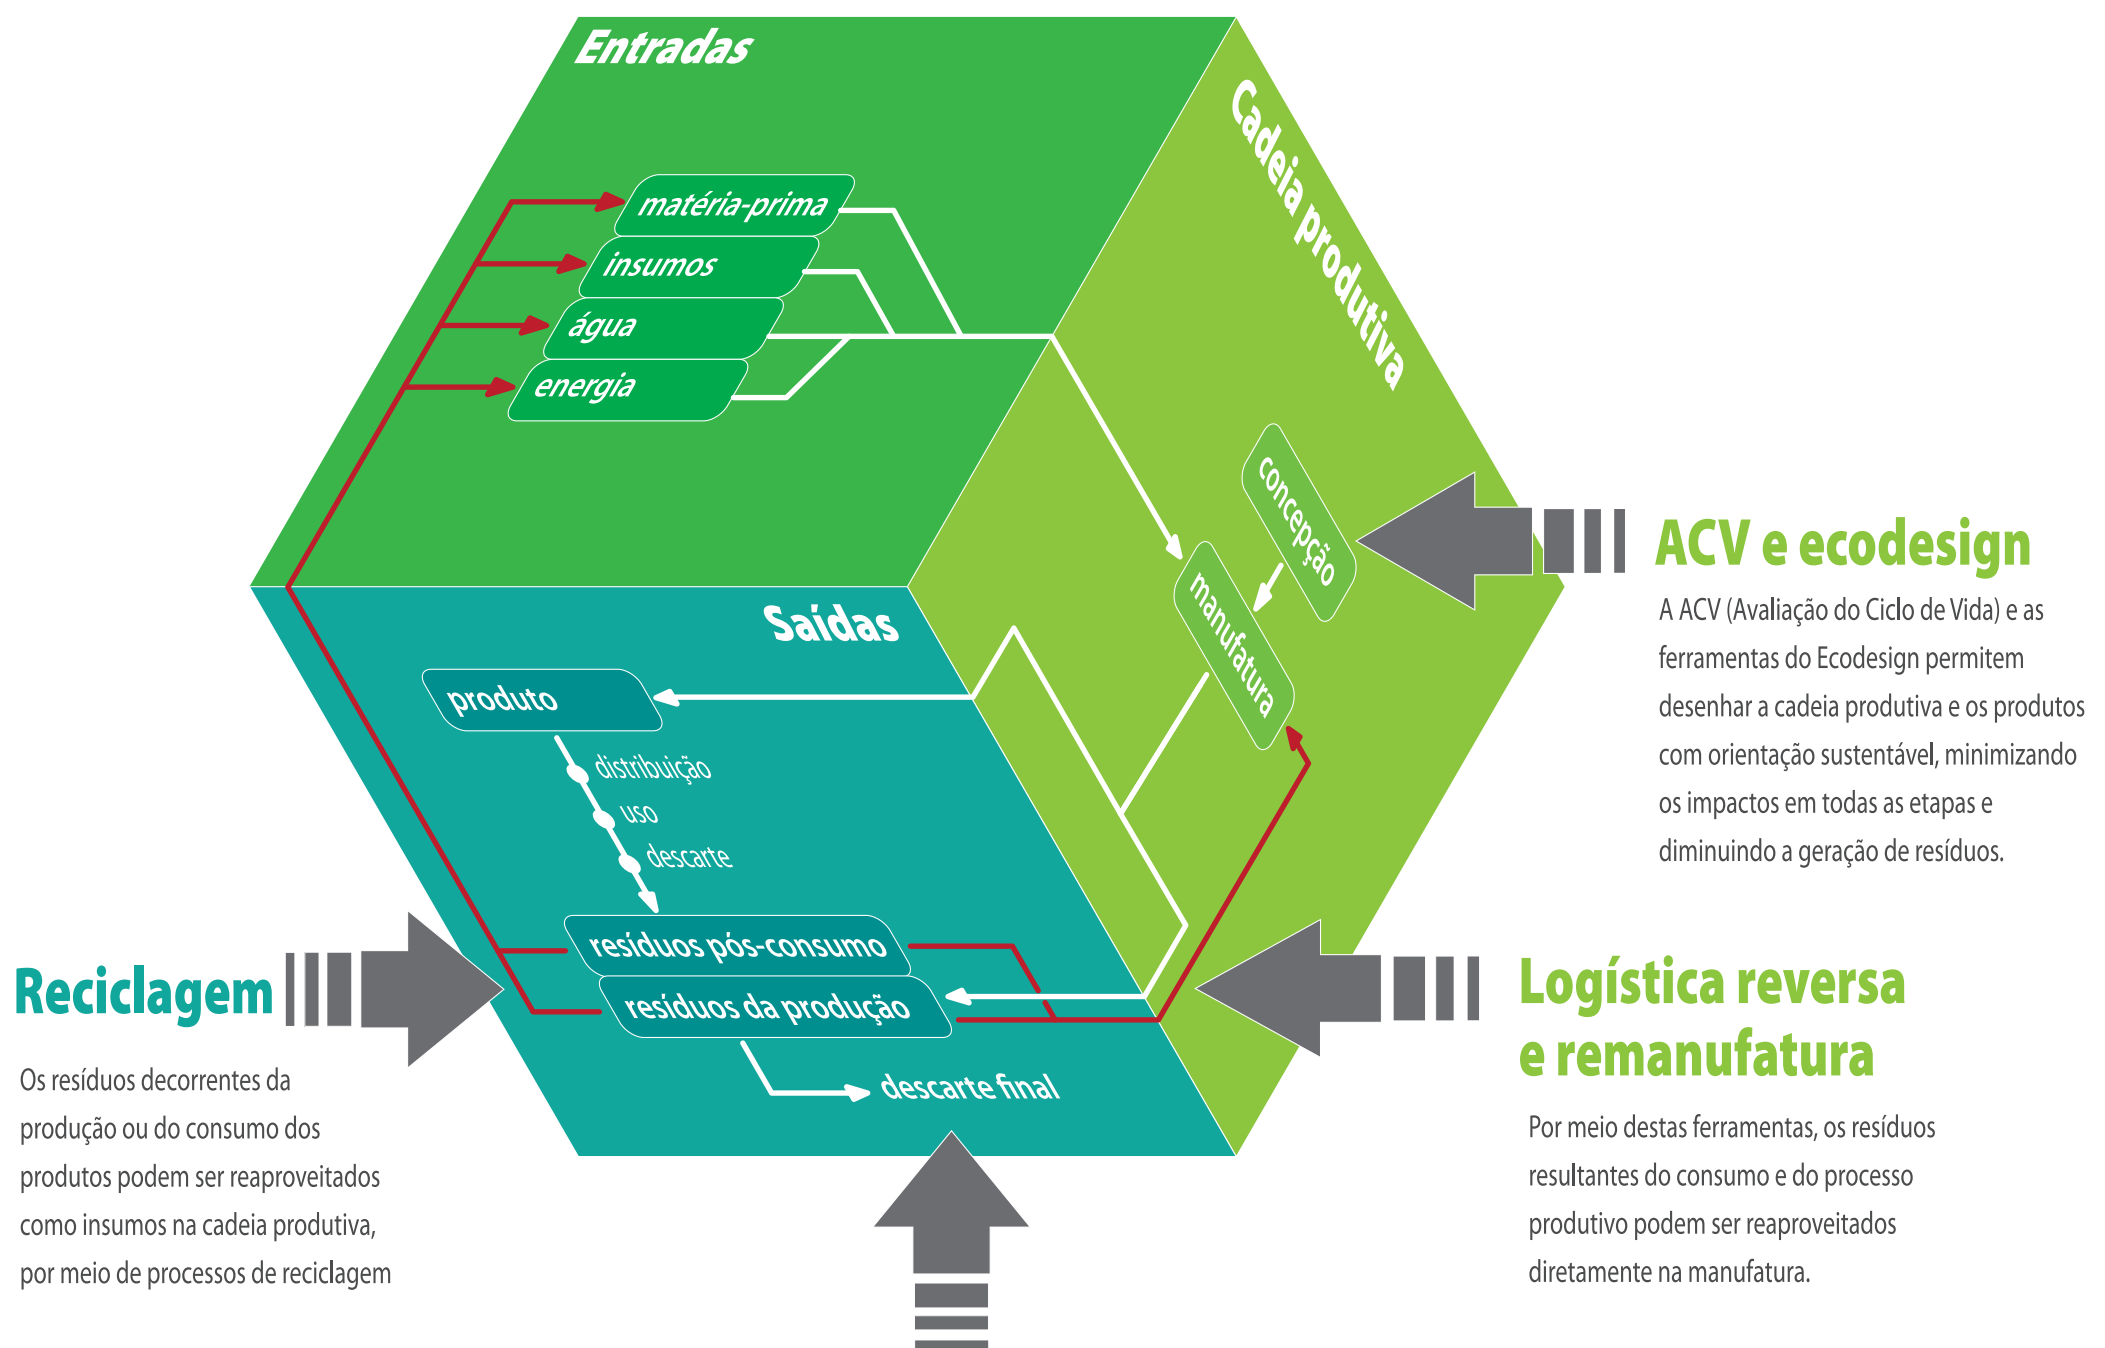 Entradas
matéria-prima
insumos
água
energia
Cadeia produtiva
concepção
manufatura
Saídas
produto
distribuição
uso
descarte
resíduos pós-consumo
resíduos da produção
descarte final
ACV e ecodesign
A ACV (Avaliação do Ciclo de Vida) e as
ferramentas do Ecodesign permitem
desenhar a cadeia produtiva e os produtos
com orientação sustentável, minimizando
os impactos em todas as etapas e
diminuindo a geração de resíduos.
Reciclagem
Os resíduos decorrentes da
produção ou do consumo dos
produtos podem ser reaproveitados
como insumos na cadeia produtiva,
por meio de processos de reciclagem
Logística reversa
e remanufatura
Por meio destas ferramentas, os resíduos
resultantes do consumo e do processo
produtivo podem ser reaproveitados
diretamente na manufatura.